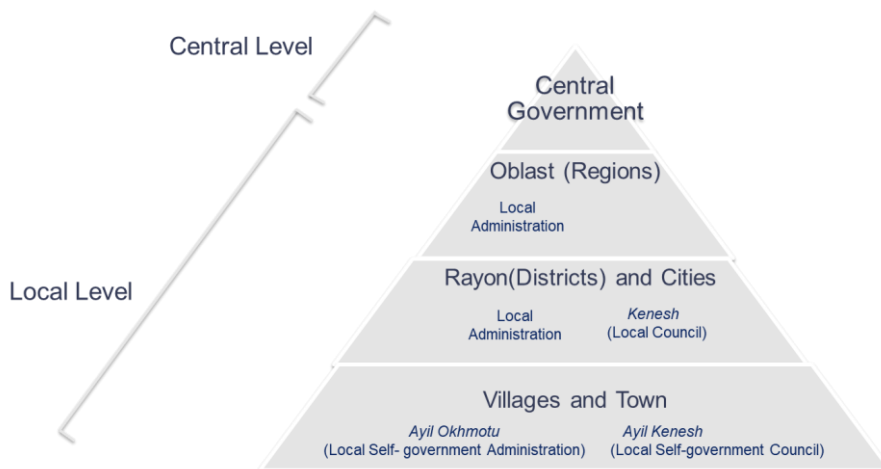 Central Level
Central
Government
Oblast (Regions)
Local
Administration
Local Level
Rayon(Districts) and Cities
Local
Administration
Kenesh
(Local Council)
Villages and Town
Ayil Okhmotu
(Local Self- government Administration)
Ayil Kenesh
(Local Self-government Council)